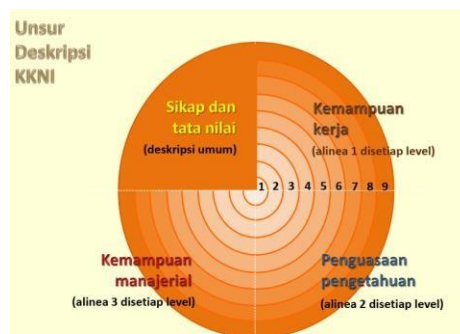 Unsur
Deskripsi
KKNI
Sikap dan
tata nilai
(deskripsi umum)
Kemampuan
kerja
(alinea 1 disetiap level)
1 2 3 4 5 6 7 8 9
Kemampuan
manajerial
(alinea 3 disetiap level)
Penguasaan
pengetahuan
(alinea 2 disetiap level)